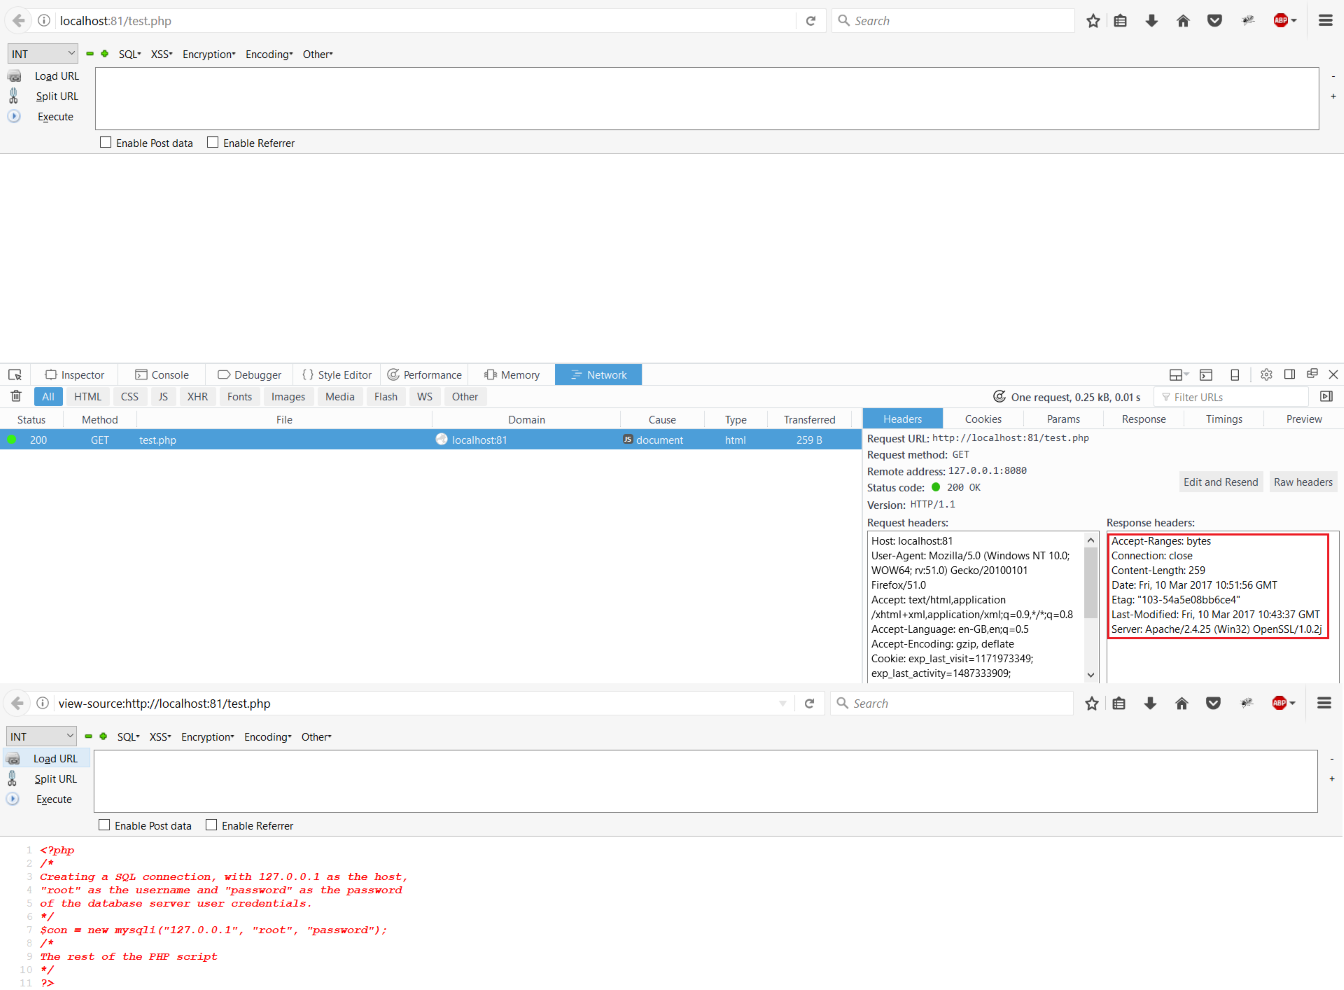 localhost:81/test.php
Search
ABP
INT
SQL
XSS
Encryption
Encoding
Other
Load URL
Split URL
Execute
-
+
Enable Post data
Enable Referrer
Inspector
Console
Debugger
{ } Style Editor
Performance
Memory
Network
All
HTML
CSS
JS
XHR
Fonts
Images
Media
Flash
WS
Other
One request, 0.25 kB, 0.01 s
Filter URLs
Status
Method
File
Domain
Cause
Type
Transferred
200
GET
test.php
localhost:81
JS
document
html
259 B
Headers
Cookies
Params
Response
Timings
Preview
Request URL: http://localhost:81/test.php
Request method: GET
Remote address: 127.0.0.1:8080
Status code: 200 OK
Edit and Resend
Raw headers
Version: HTTP/1.1
Request headers:
Host: localhost:81
User-Agent: Mozilla/5.0 (Windows NT 10.0;
WOW64; rv:51.0) Gecko/20100101
Firefox/51.0
Accept: text/html,application
/xhtml+xml,application/xml;q=0.9,*/*;q=0.8
Accept-Language: en-GB,en;q=0.5
Accept-Encoding: gzip, deflate
Cookie: exp_last_visit=1171973349;
exp_last_activity=1487333909;
Response headers:
Accept-Ranges: bytes
Connection: close
Content-Length: 259
Date: Fri, 10 Mar 2017 10:51:56 GMT
Etag: "103-54a5e08bb6ce4"
Last-Modified: Fri, 10 Mar 2017 10:43:37 GMT
Server: Apache/2.4.25 (Win32) OpenSSL/1.0.2j
view-source:http://localhost:81/test.php
Search
ABP
INT
SQL
XSS
Encryption
Encoding
Other
Load URL
Split URL
Execute
-
+
Enable Post data
Enable Referrer
1 <?php
2 /*
3 Creating a SQL connection, with 127.0.0.1 as the host,
4 "root" as the username and "password" as the password
5 of the database server user credentials.
6 */
7 $con = new mysqli("127.0.0.1", "root", "password");
8 /*
9 The rest of the PHP script
10 */
11 ?>